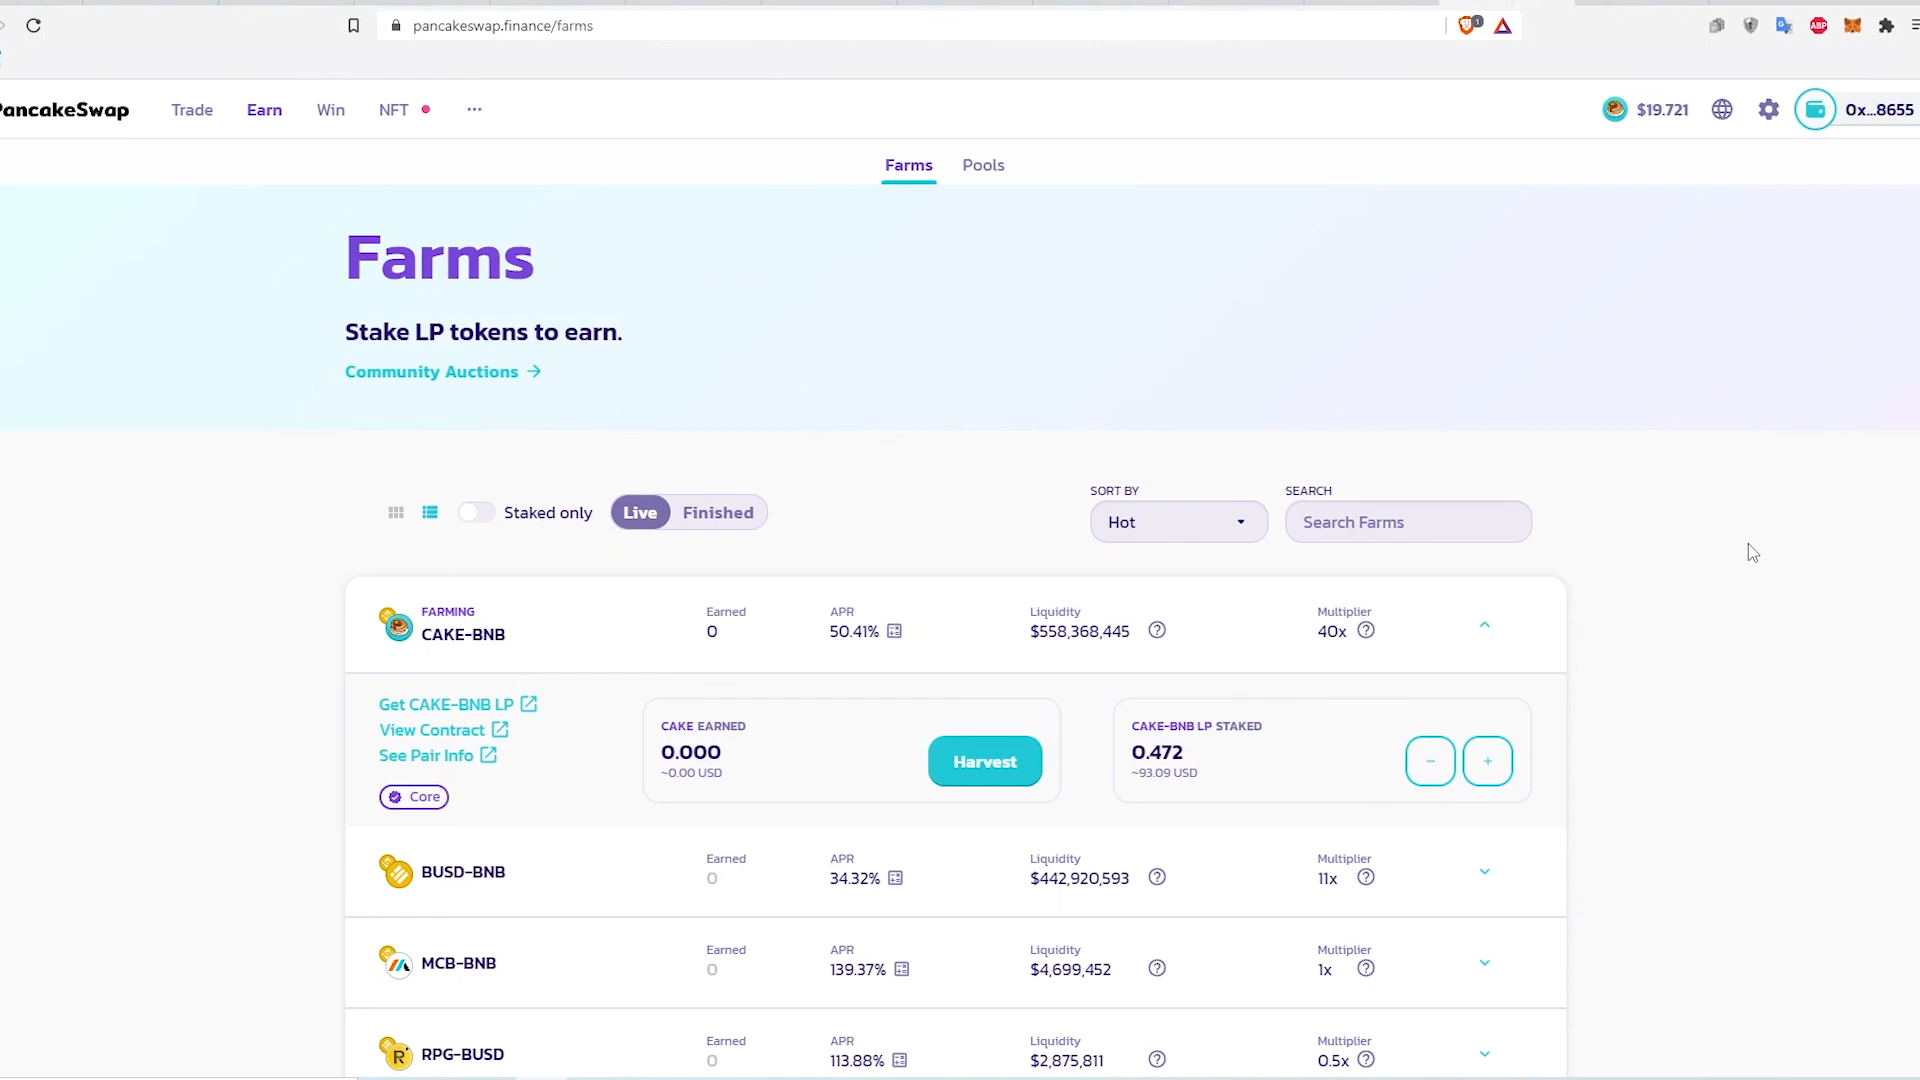 pancakeswap.finance/farms
1
ABP
PancakeSwap Trade Earn Win NFT ... $19.721 0x...8655
Farms Pools
Farms
Stake LP tokens to earn.
Community Auctions →
Staked only Live Finished
SORT BY
Hot
SEARCH
Search Farms
FARMING
CAKE-BNB
Earned
0
APR
50.41%
Liquidity
$558,368,445
Multiplier
40x
Get CAKE-BNB LP
View Contract
See Pair Info
Core
CAKE EARNED
0.000
~0.00 USD
Harvest
CAKE-BNB LP STAKED
0.472
~93.09 USD
- +
BUSD-BNB
Earned
0
APR
34.32%
Liquidity
$442,920,593
Multiplier
11x
MCB-BNB
Earned
0
APR
139.37%
Liquidity
$4,699,452
Multiplier
1x
R
RPG-BUSD
Earned
0
APR
113.88%
Liquidity
$2,875,811
Multiplier
0.5x